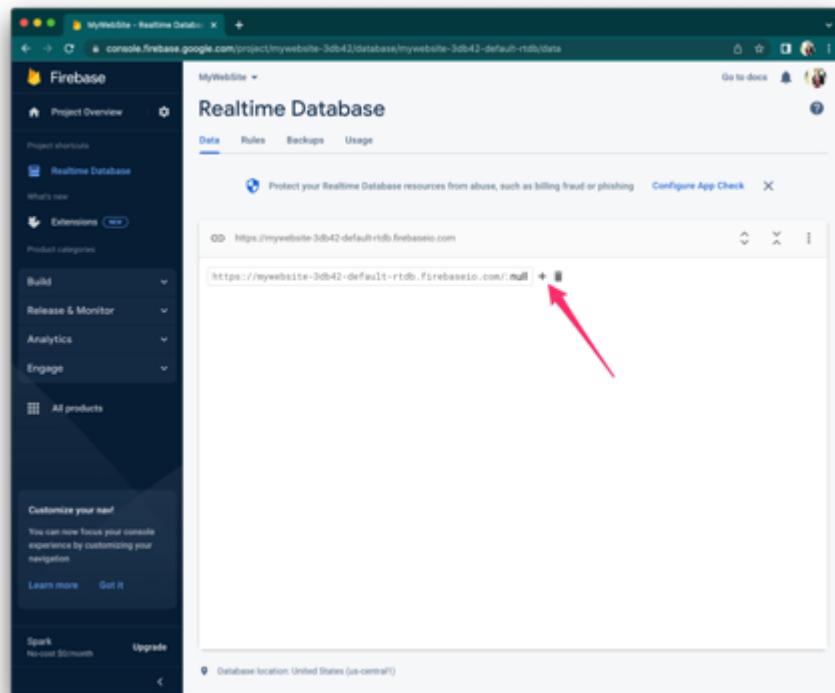 MyWebSite - Realtime Databas
console.firebase.google.com/project/mywebsite-3db42/database/mywebsite-3db42-default-rtdb/data
Firebase
Project Overview
Project shortcuts
Realtime Database
What's new
Extensions NEW
Product categories
Build
Release & Monitor
Analytics
Engage
All products
Customize your nav!
You can now focus your console
experience by customizing your
navigation
Learn more Got it
Spark
No-cost $0/month
Upgrade
MyWebSite
Go to docs
Realtime Database
Data Rules Backups Usage
Protect your Realtime Database resources from abuse, such as billing fraud or phishing Configure App Check
https://mywebsite-3db42-default-rtdb.firebaseio.com
https://mywebsite-3db42-default-rtdb.firebaseio.com/: null
Database location: United States (us-central1)